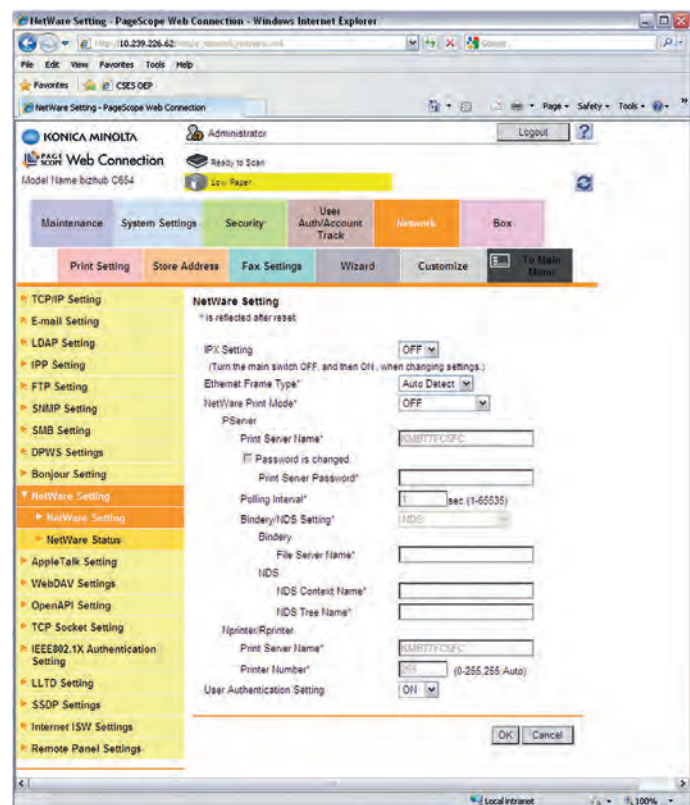 NetWare Setting - PageScope Web Connection - Windows Internet Explorer
10.239.226.62
File Edit View Favorites Tools Help
Favorites CSES OEP
NetWare Setting - PageScope Web Connection
Page Safety Tools
KONICA MINOLTA
Administrator
Logout ?
PAGE SCOPE Web Connection
Ready to Scan
Model Name:bizhub C654
Low Paper
Maintenance
System Settings
Security
User Auth/Account Track
Network
Box
Print Setting
Store Address
Fax Settings
Wizard
Customize
To Main Menu
TCP/IP Setting
E-mail Setting
LDAP Setting
IPP Setting
FTP Setting
SNMP Setting
SMB Setting
DPWS Settings
Bonjour Setting
NetWare Setting
NetWare Setting
NetWare Status
AppleTalk Setting
WebDAV Settings
OpenAPI Setting
TCP Socket Setting
IEEE802.1X Authentication
Setting
LLTD Setting
SSDP Settings
Internet ISW Settings
Remote Panel Settings
NetWare Setting
* is reflected after reset.
IPX Setting OFF
(Turn the main switch OFF, and then ON , when changing settings.)
Ethernet Frame Type* Auto Detect
NetWare Print Mode* OFF
PServer
Print Server Name*
Password is changed.
Print Server Password*
Polling Interval* 1 sec.(1-65535)
Bindery/NDS Setting* NDS
Bindery
File Server Name*
NDS
NDS Context Name*
NDS Tree Name*
Nprinter/Rprinter
Print Server Name*
Printer Number* 255 (0-255,255:Auto)
User Authentication Setting ON
OK Cancel
Local intranet 100%